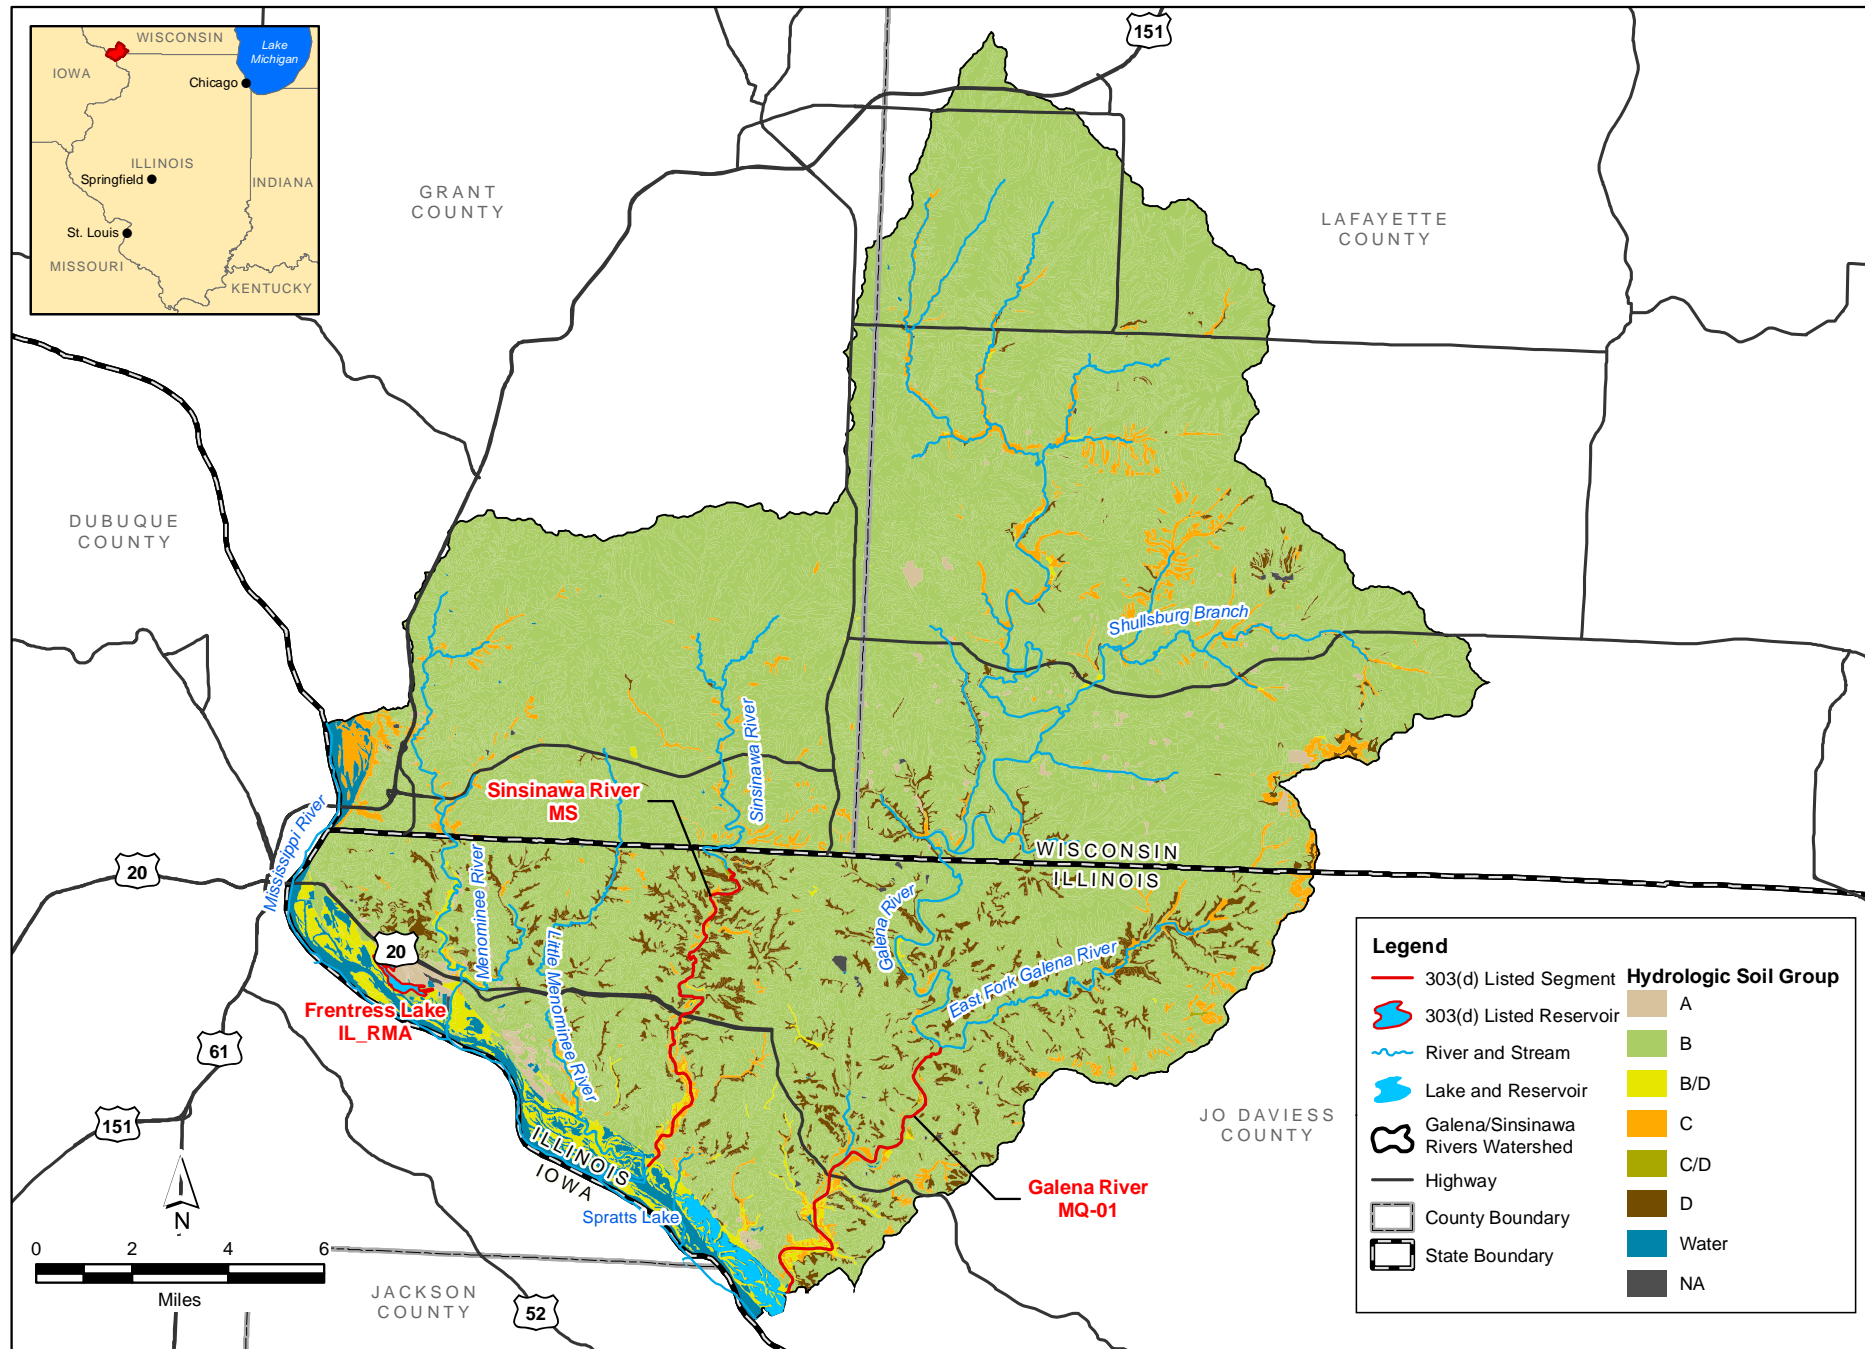 WISCONSIN
Lake
Michigan
IOWA
Chicago
ILLINOIS
Springfield
INDIANA
St. Louis
MISSOURI
KENTUCKY
151
GRANT
COUNTY
LAFAYETTE
COUNTY
DUBUQUE
COUNTY
Shullsburg Branch
Sinsinawa River
Sinsinawa River
MS
Mississippi River
WISCONSIN
ILLINOIS
20
Menominee River
Galena River
Little Menominee River
East Fork Galena River
20
Frentress Lake
IL_RMA
61
151
ILLINOIS
IOWA
Spratts Lake
JO DAVIESS
COUNTY
Galena River
MQ-01
N
0 2 4 6
Miles
JACKSON
COUNTY
52
Legend
303(d) Listed Segment
303(d) Listed Reservoir
River and Stream
Lake and Reservoir
Galena/Sinsinawa
Rivers Watershed
Highway
County Boundary
State Boundary
Hydrologic Soil Group
A
B
B/D
C
C/D
D
Water
NA